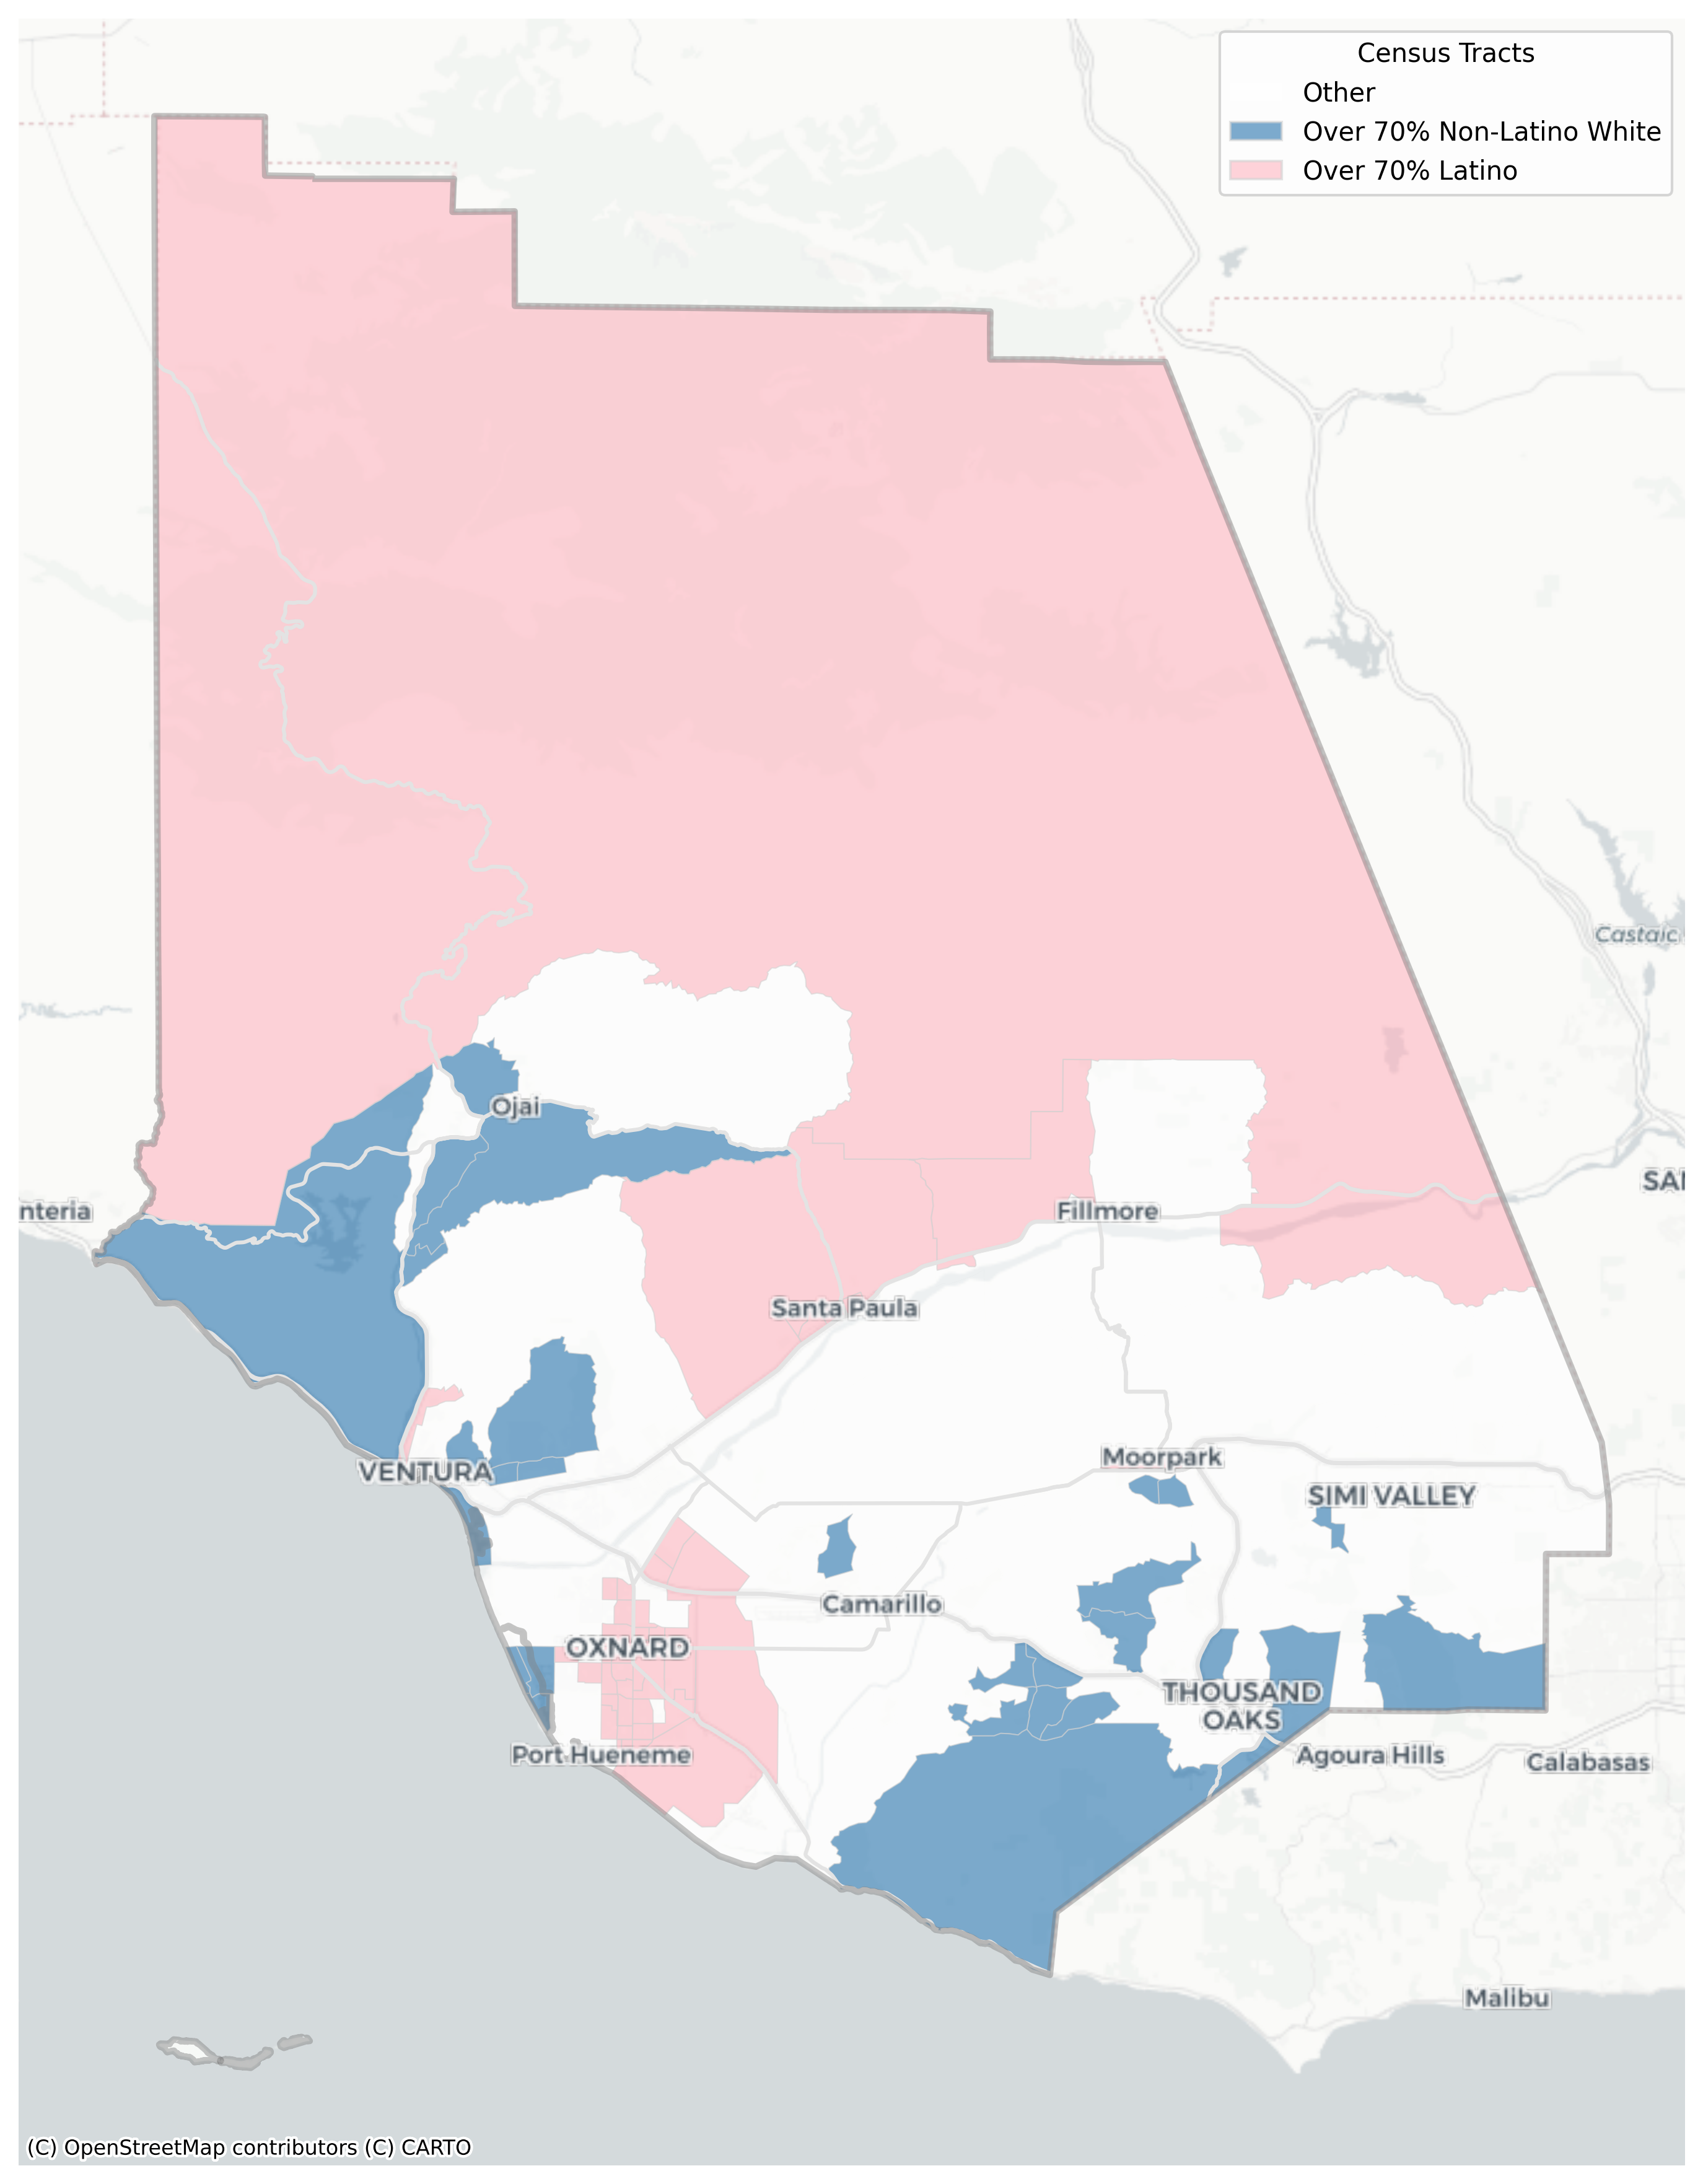 Census Tracts
Other
Over 70% Non-Latino White
Over 70% Latino
Castaic
SAN
Ojai
nteria
Fillmore
Santa Paula
Moorpark
VENTURA
SIMI VALLEY
Camarillo
OXNARD
THOUSAND
OAKS
Port Hueneme
Agoura Hills
Calabasas
Malibu
(C) OpenStreetMap contributors (C) CARTO